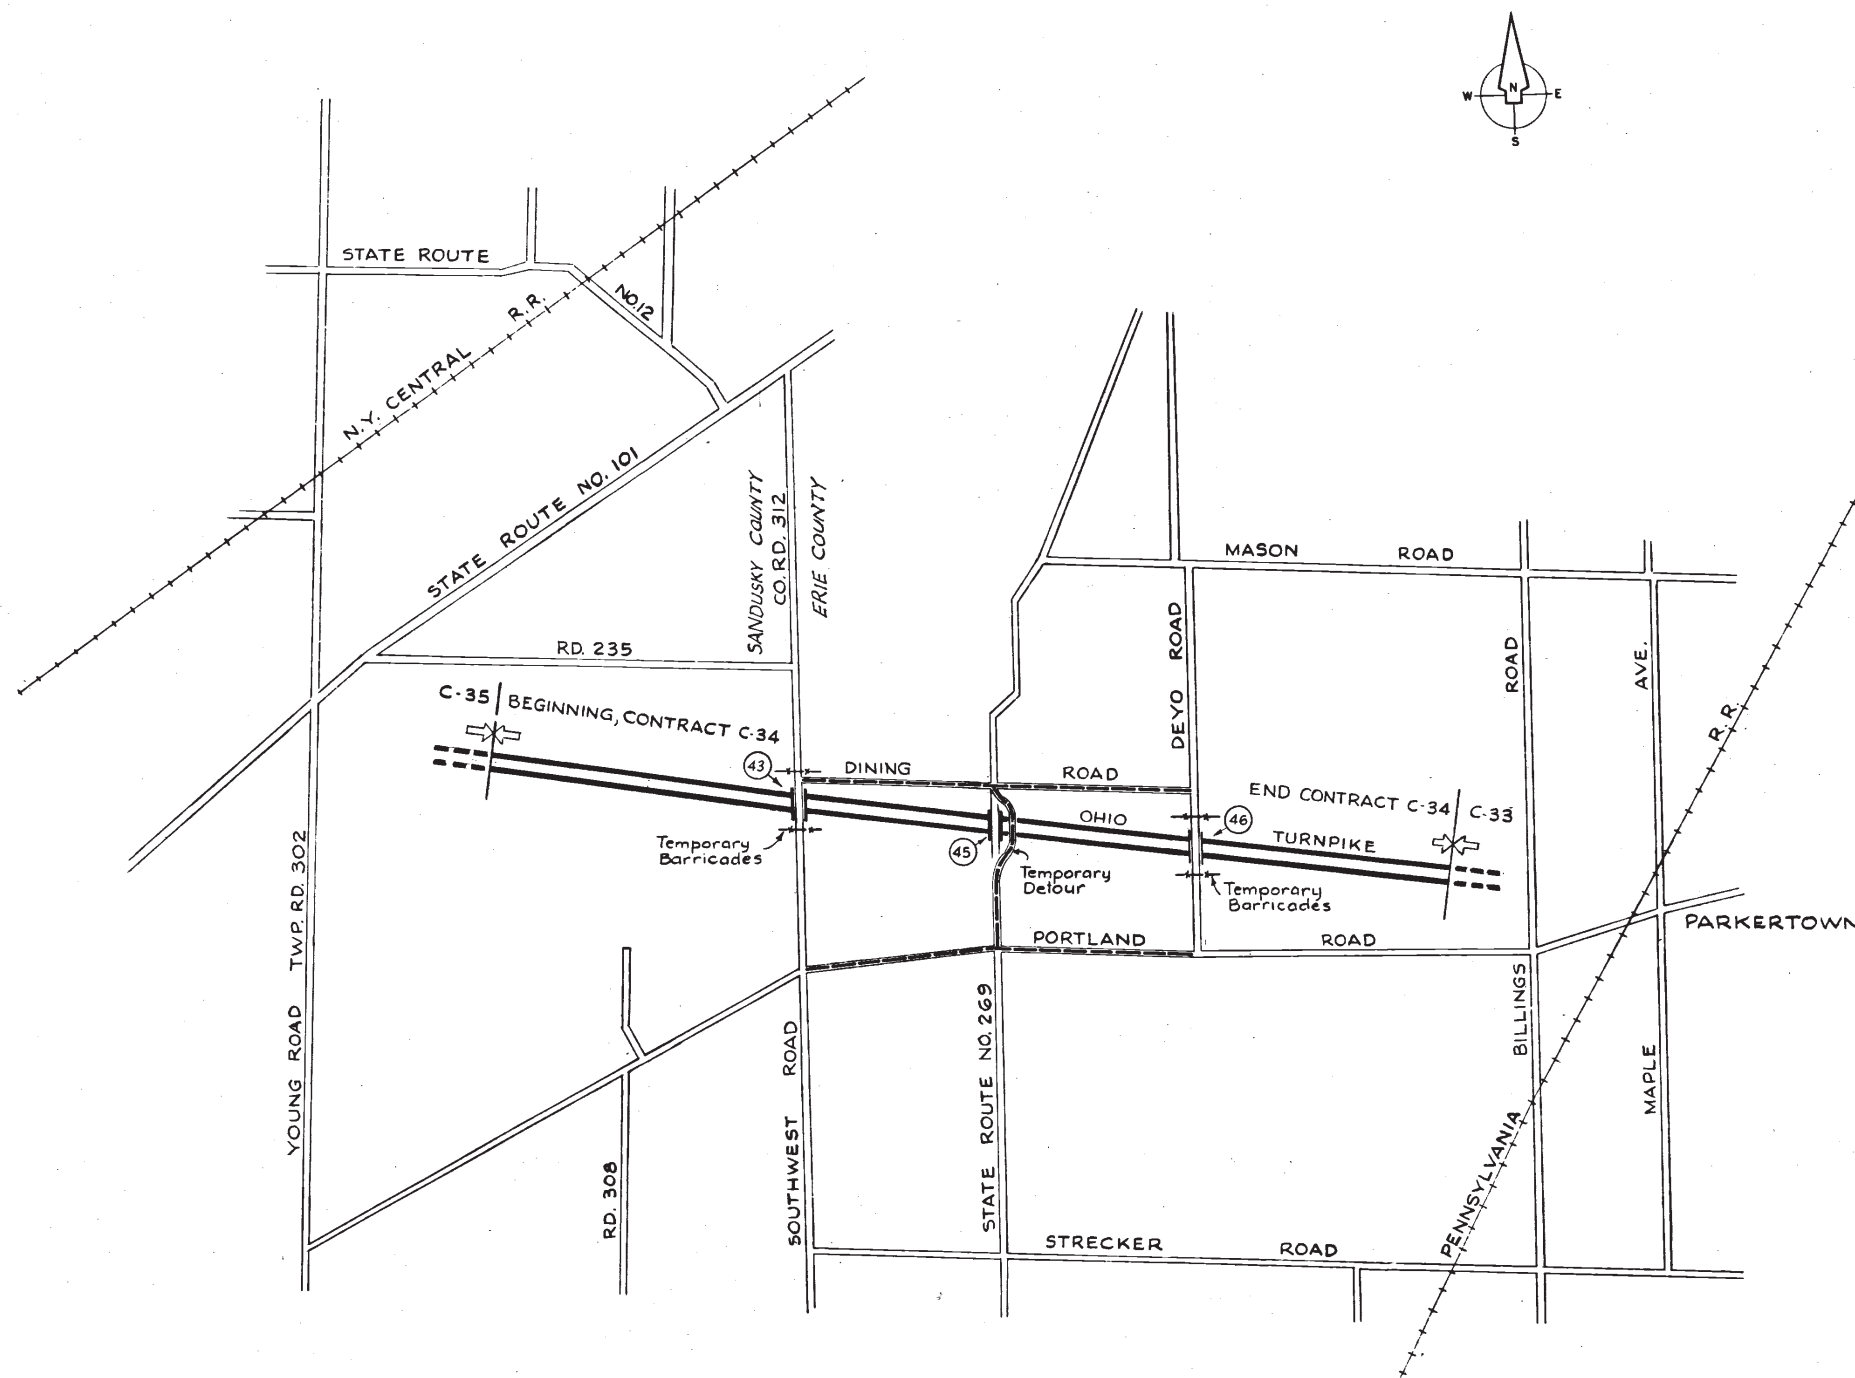 N
W
E
S
STATE ROUTE
NO.12
N.Y. CENTRAL R.R.
STATE ROUTE NO. 101
SANDUSKY COUNTY
CO. RD. 312
ERIE COUNTY
MASON ROAD
RD. 235
DEYO ROAD
BILLINGS ROAD
MAPLE AVE.
PENNSYLVANIA R.R.
C-35
BEGINNING, CONTRACT C-34
43
DINING ROAD
END CONTRACT C-34
C-33
OHIO TURNPIKE
46
45
Temporary
Barricades
Temporary
Detour
Temporary
Barricades
PORTLAND ROAD
PARKERTOWN
YOUNG ROAD TWP. RD. 302
RD. 308
SOUTHWEST ROAD
STATE ROUTE NO. 269
STRECKER ROAD